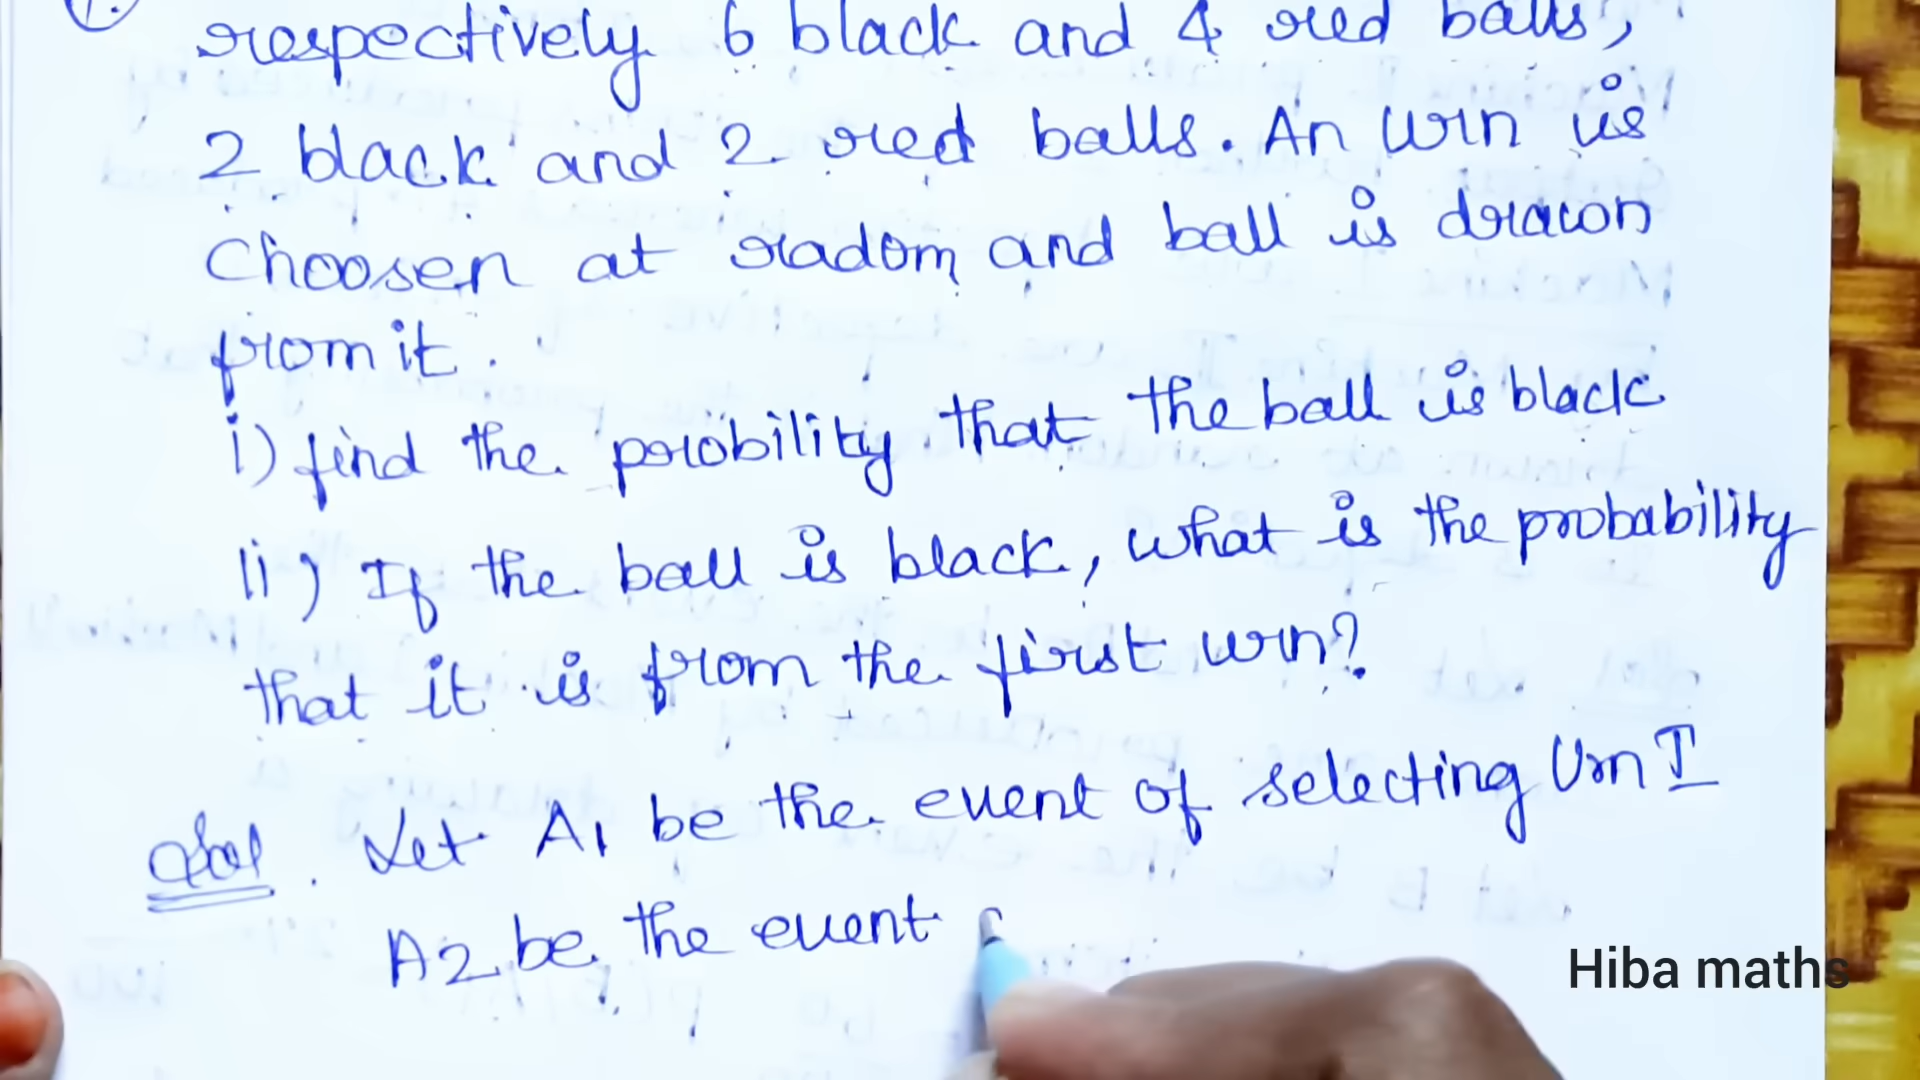 1.
respectively 6 black and 4 red balls,
2 black and 2 red balls. An urn is
choosen at radom and ball is drawon
from it.
i) find the probility that the ball is black
ii) If the ball is black, what is the probability
that it is from the first urn?
Sol. Let A1 be the event of selecting Urn I
A2 be the event
Hiba maths